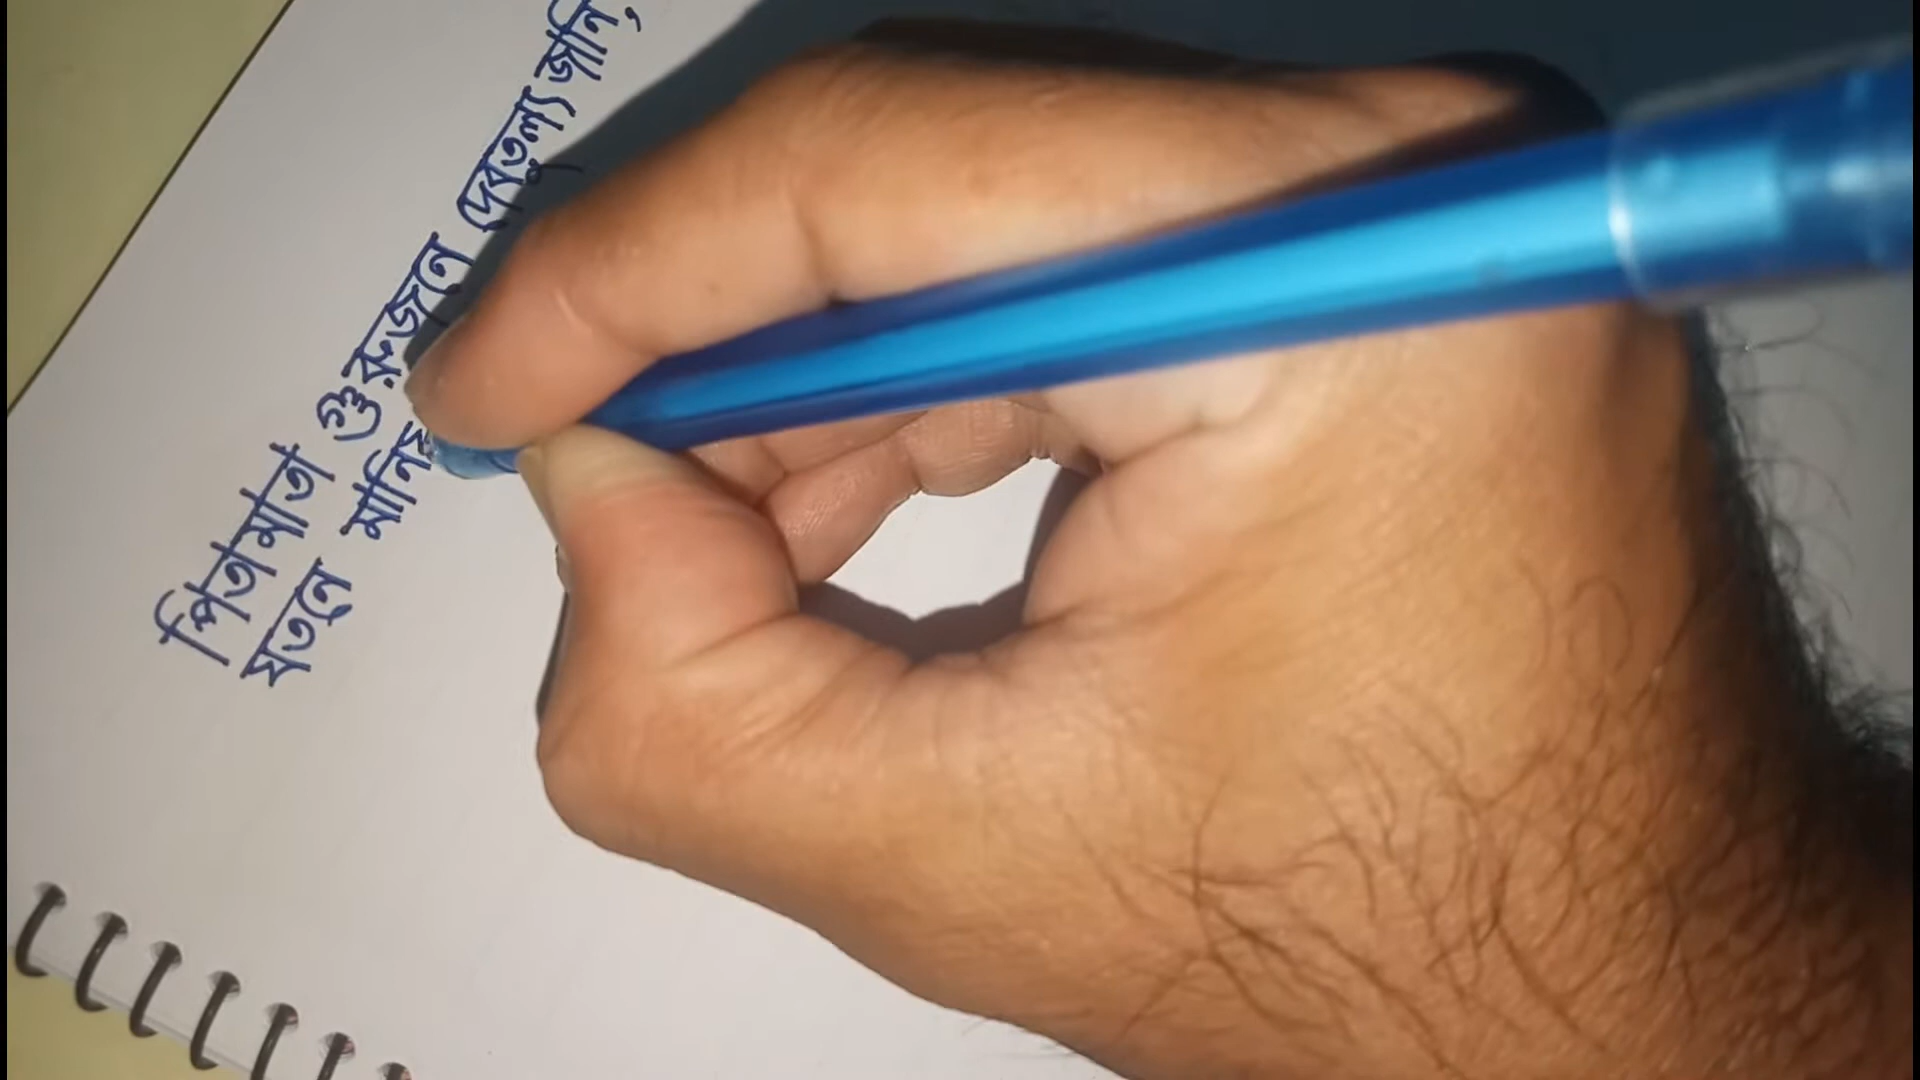 পিতামাতা গুরুজনে দেবতুল্য জানি,
যতনে মানি